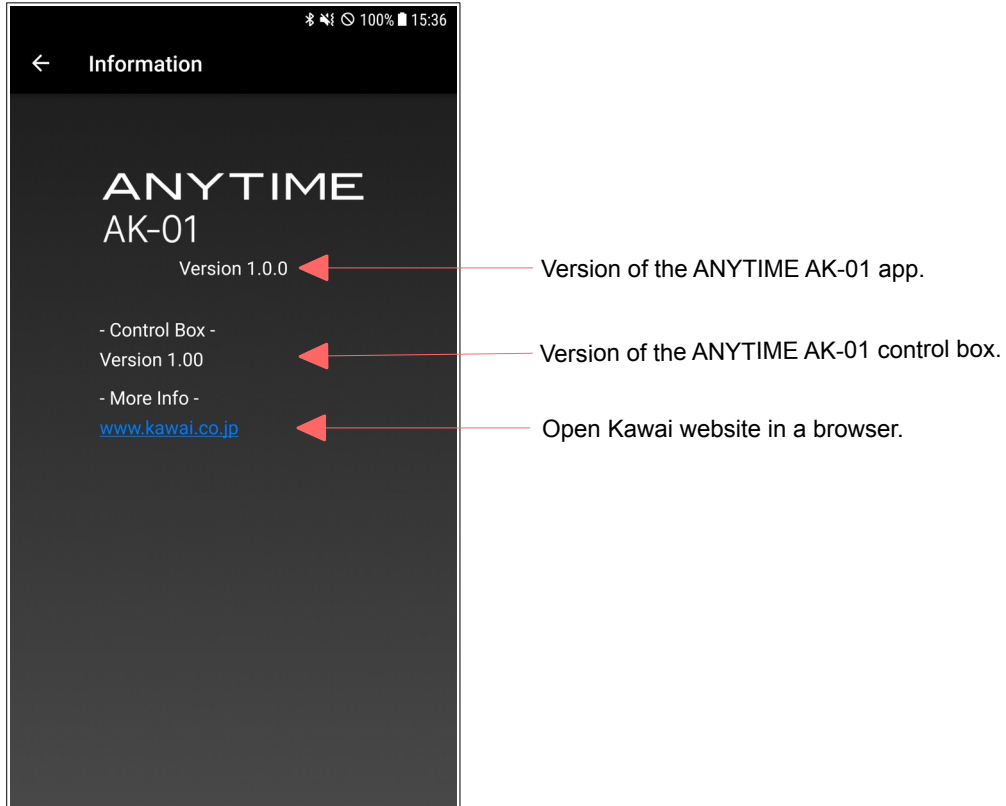 100% 15:36
Information
ANYTIME
AK-01
Version 1.0.0
Version of the ANYTIME AK-01 app.
- Control Box -
Version 1.00
Version of the ANYTIME AK-01 control box.
- More Info -
www.kawai.co.jp
Open Kawai website in a browser.